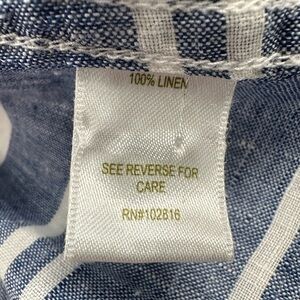 100% LINEN
SEE REVERSE FOR
CARE
RN#102816